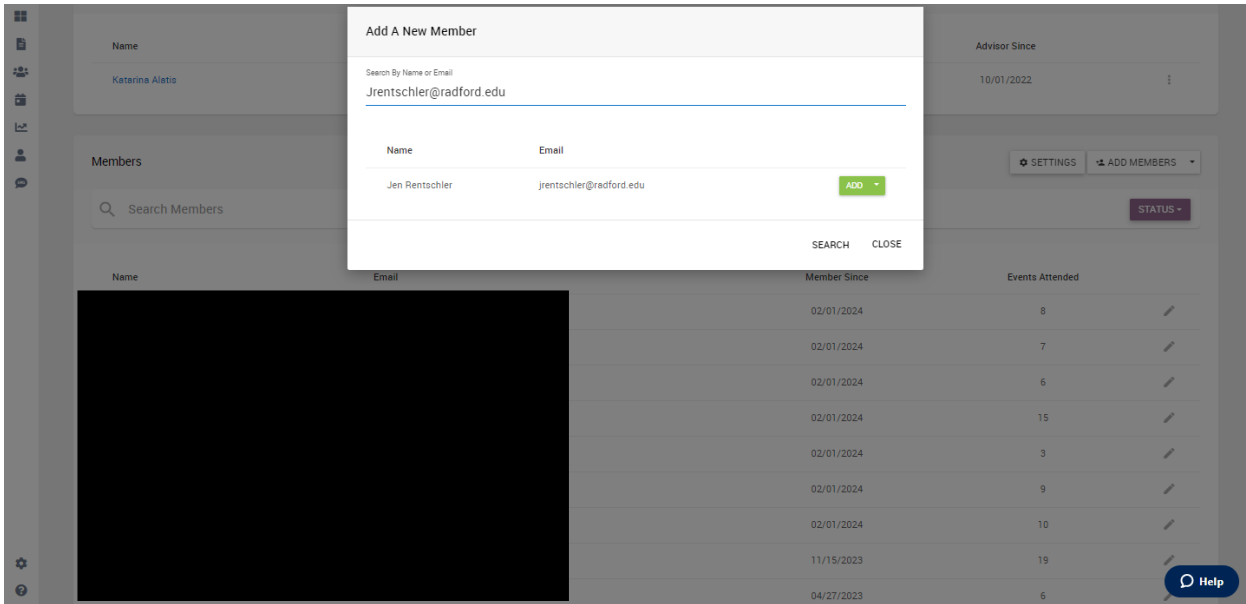 Add A New Member
Search By Name or Email
Jrentschler@radford.edu
Name Email
Jen Rentschler jrentschler@radford.edu ADD
SEARCH CLOSE
Name Advisor Since
Katarina Alatis 10/01/2022
Members SETTINGS ADD MEMBERS
Search Members STATUS
Name Email Member Since Events Attended
02/01/2024 8
02/01/2024 7
02/01/2024 6
02/01/2024 15
02/01/2024 3
02/01/2024 9
02/01/2024 10
11/15/2023 19
04/27/2023 6
Help